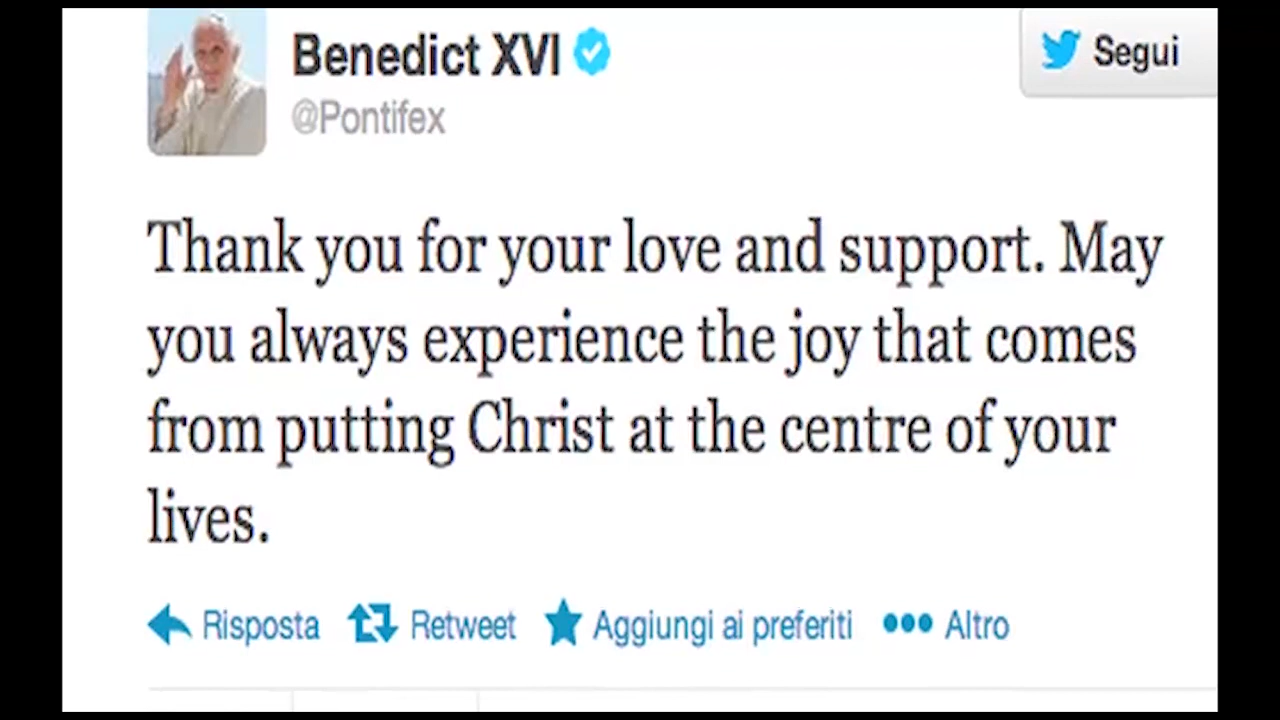 Benedict XVI
Segui
@Pontifex
Thank you for your love and support. May
you always experience the joy that comes
from putting Christ at the centre of your
lives.
Risposta Retweet Aggiungi ai preferiti Altro